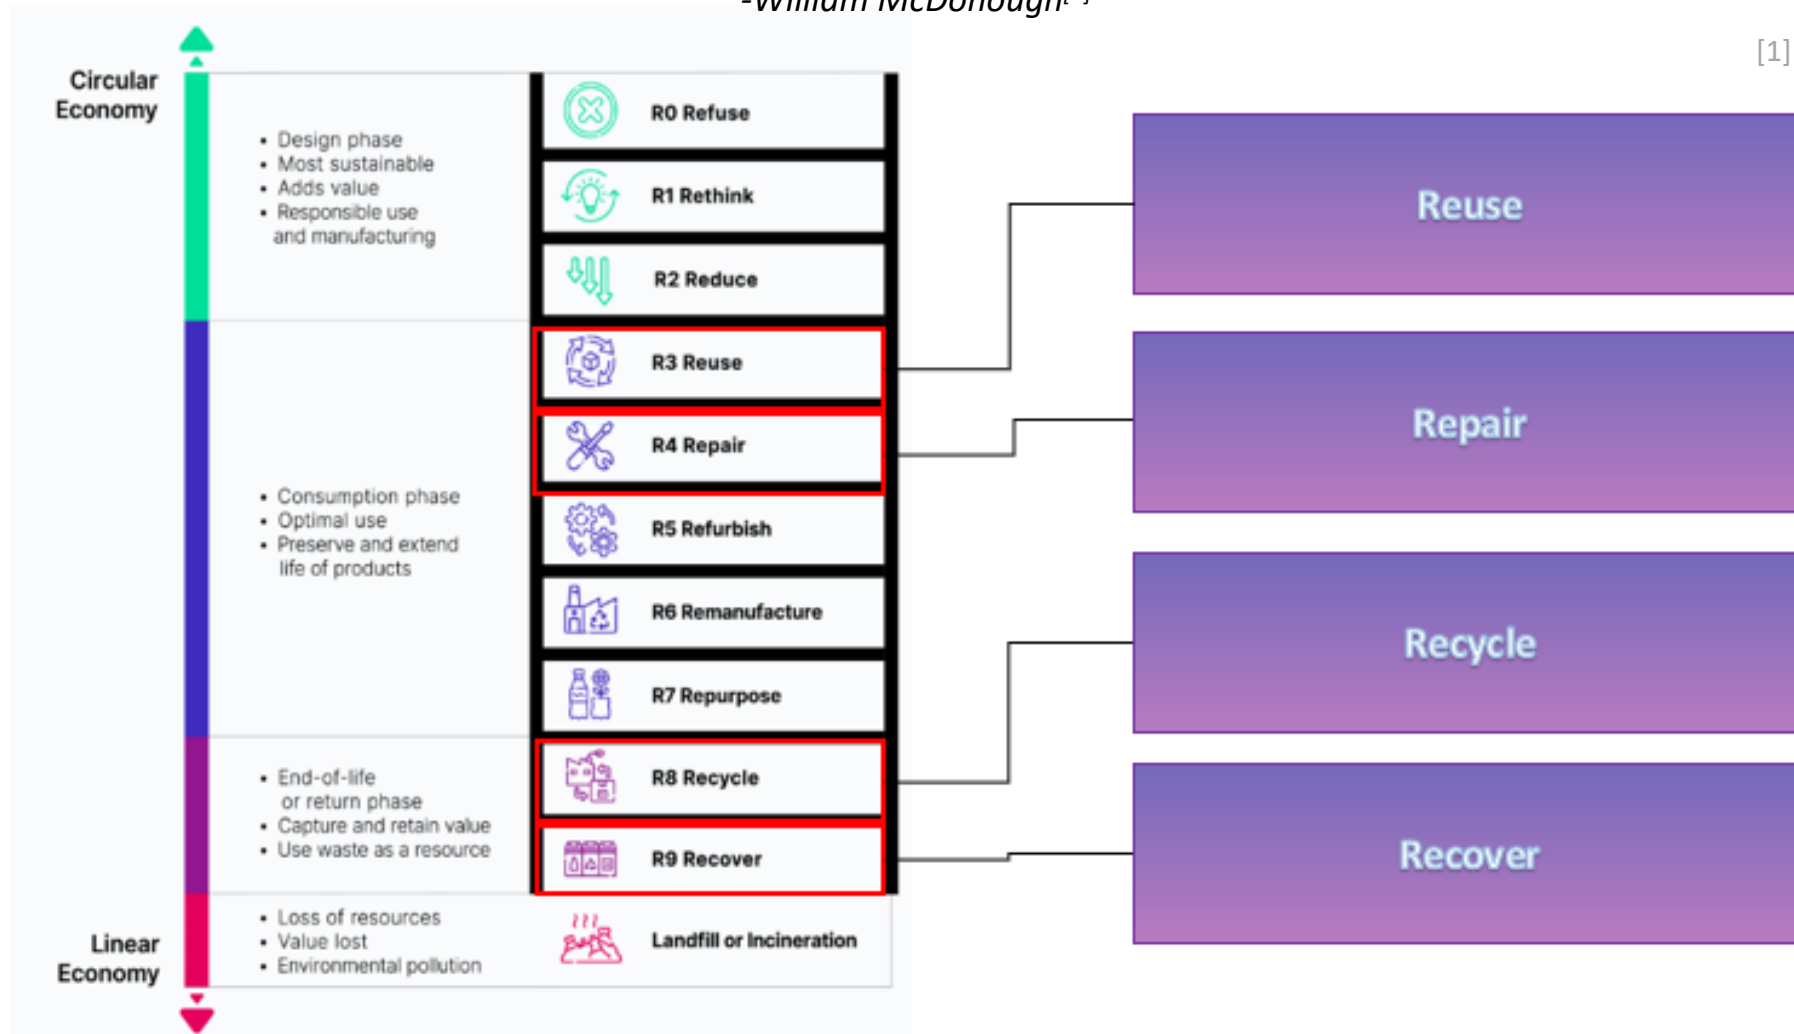 -William McDonough
[1]
Circular
Economy
• Design phase
• Most sustainable
• Adds value
• Responsible use
and manufacturing
R0 Refuse
R1 Rethink
R2 Reduce
• Consumption phase
• Optimal use
• Preserve and extend
life of products
R3 Reuse
R4 Repair
R5 Refurbish
R6 Remanufacture
R7 Repurpose
• End-of-life
or return phase
• Capture and retain value
• Use waste as a resource
R8 Recycle
R9 Recover
Linear
Economy
• Loss of resources
• Value lost
• Environmental pollution
Landfill or Incineration
Reuse
Repair
Recycle
Recover